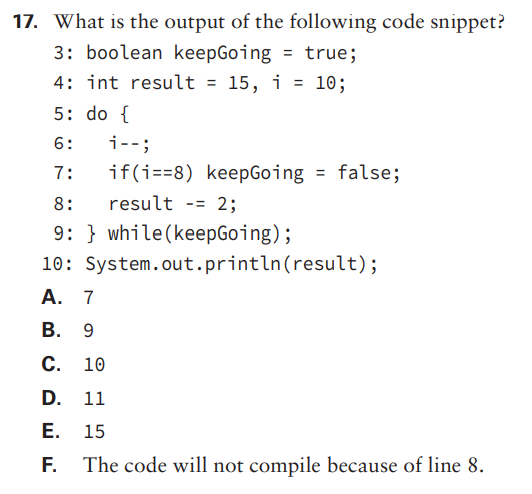 17. What is the output of the following code snippet?
3: boolean keepGoing = true;
4: int result = 15, i = 10;
5: do {
6:   i--;
7:   if(i==8) keepGoing = false;
8:   result -= 2;
9: } while(keepGoing);
10: System.out.println(result);
A. 7
B. 9
C. 10
D. 11
E. 15
F. The code will not compile because of line 8.